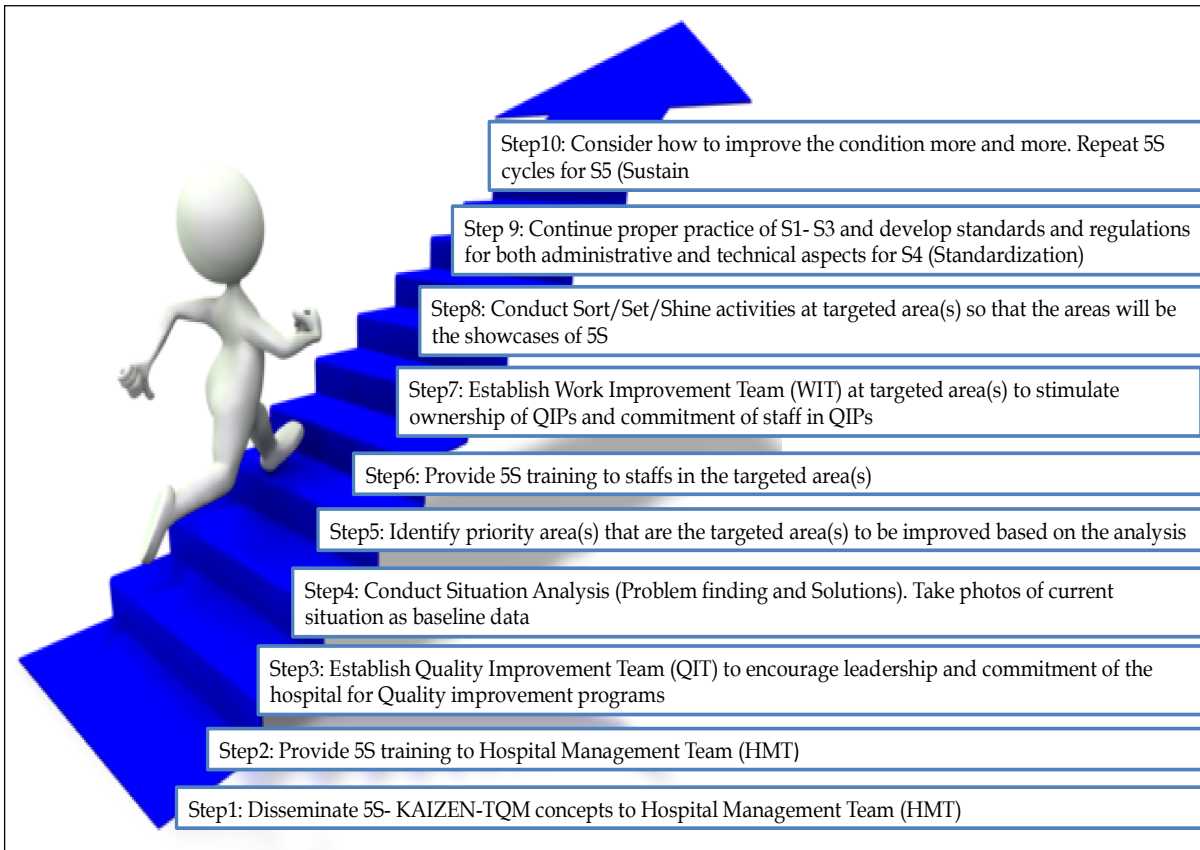 Step10: Consider how to improve the condition more and more. Repeat 5S
cycles for S5 (Sustain
Step 9: Continue proper practice of S1- S3 and develop standards and regulations
for both administrative and technical aspects for S4 (Standardization)
Step8: Conduct Sort/Set/Shine activities at targeted area(s) so that the areas will be
the showcases of 5S
Step7: Establish Work Improvement Team (WIT) at targeted area(s) to stimulate
ownership of QIPs and commitment of staff in QIPs
Step6: Provide 5S training to staffs in the targeted area(s)
Step5: Identify priority area(s) that are the targeted area(s) to be improved based on the analysis
Step4: Conduct Situation Analysis (Problem finding and Solutions). Take photos of current
situation as baseline data
Step3: Establish Quality Improvement Team (QIT) to encourage leadership and commitment of the
hospital for Quality improvement programs
Step2: Provide 5S training to Hospital Management Team (HMT)
Step1: Disseminate 5S- KAIZEN-TQM concepts to Hospital Management Team (HMT)